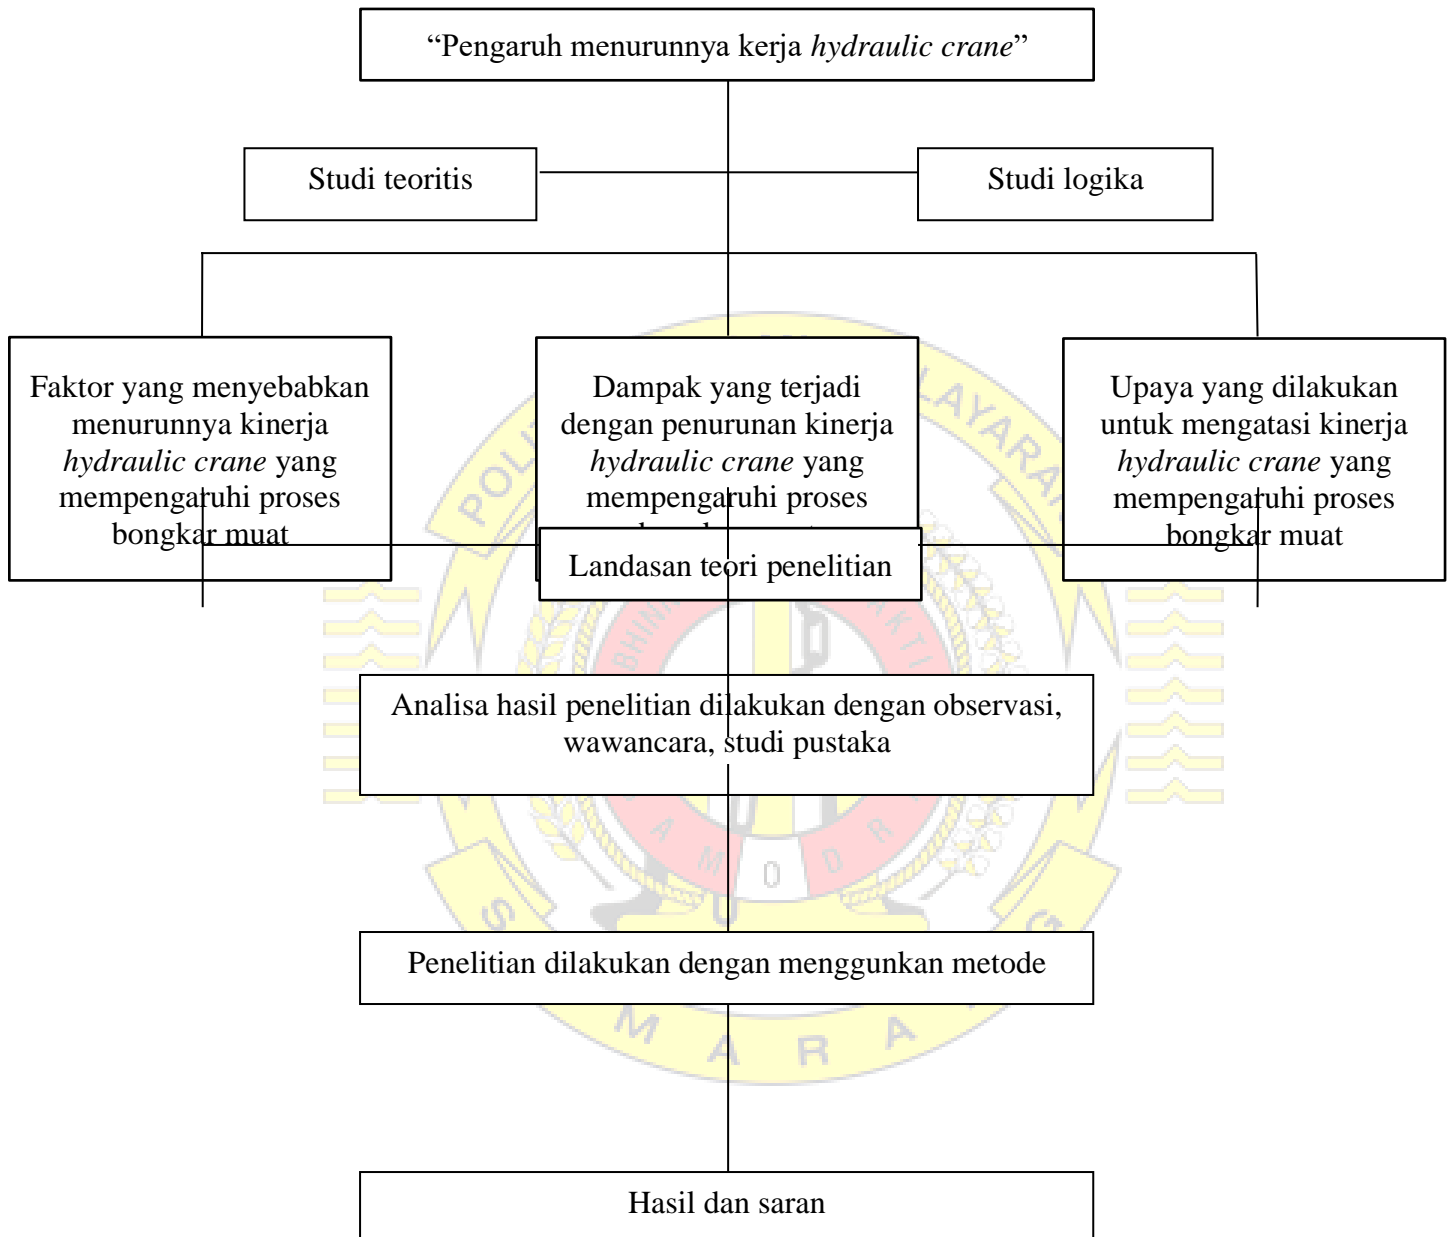 “Pengaruh menurunnya kerja hydraulic crane”
Studi teoritis
Studi logika
Faktor yang menyebabkan
menurunnya kinerja
hydraulic crane yang
mempengaruhi proses
bongkar muat
Dampak yang terjadi
dengan penurunan kinerja
hydraulic crane yang
mempengaruhi proses
Upaya yang dilakukan
untuk mengatasi kinerja
hydraulic crane yang
mempengaruhi proses
bongkar muat
Landasan teori penelitian
Analisa hasil penelitian dilakukan dengan observasi,
wawancara, studi pustaka
Penelitian dilakukan dengan menggunkan metode
Hasil dan saran